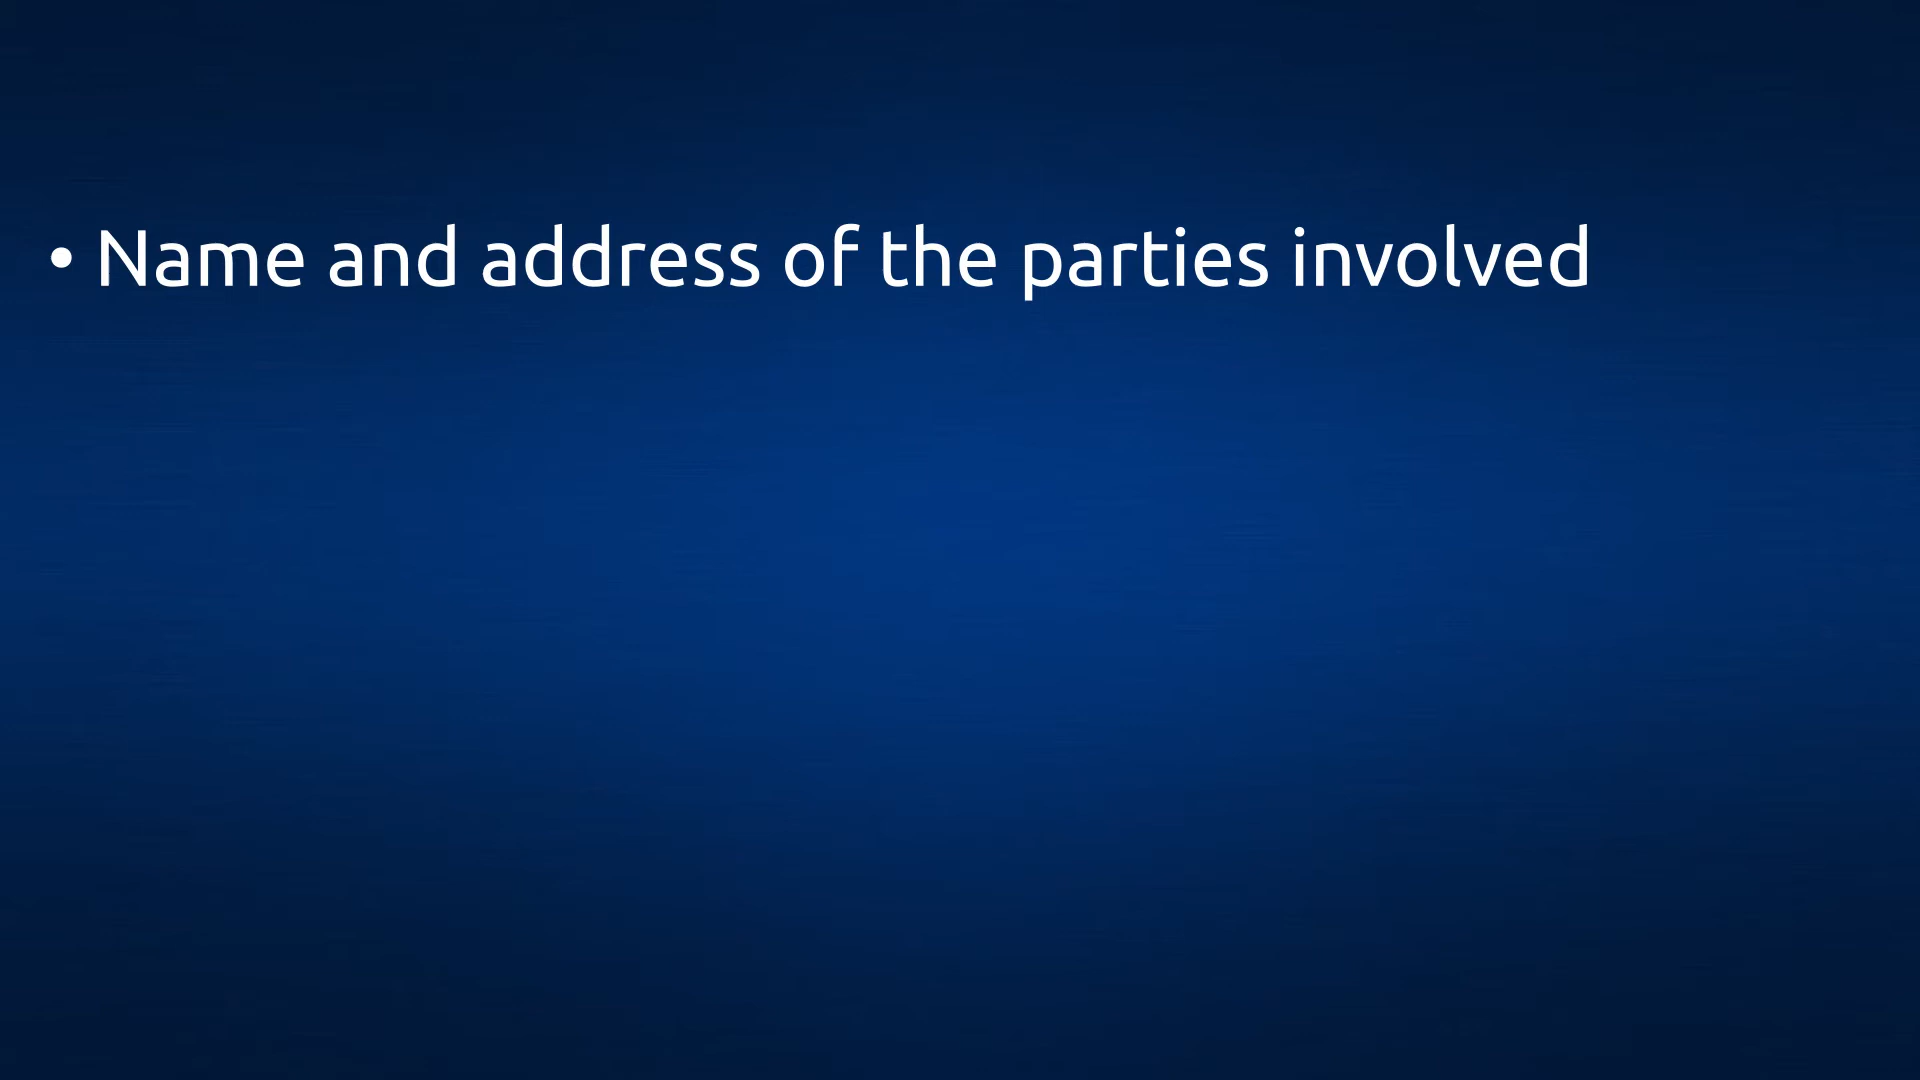 • Name and address of the parties involved